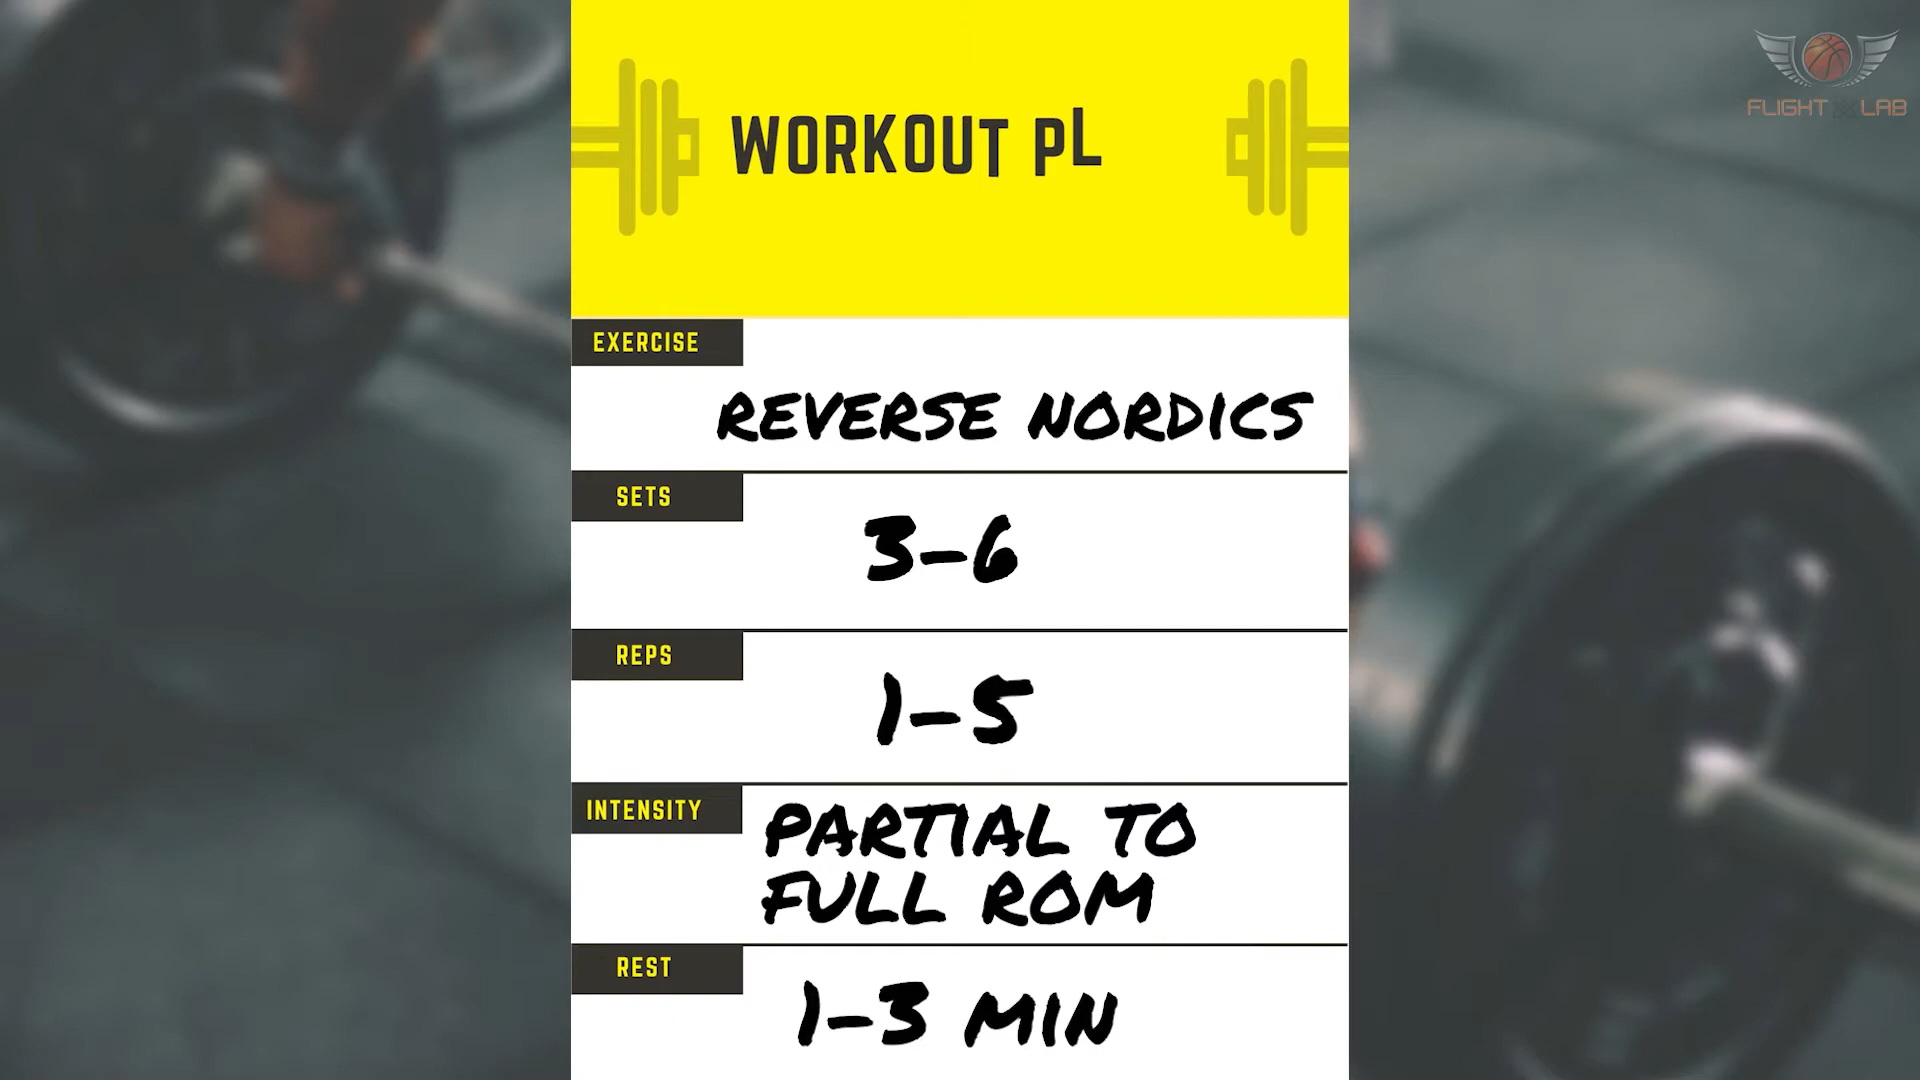 FLIGHT LAB
WORKOUT PL
EXERCISE
REVERSE NORDICS
SETS
3-6
REPS
1-5
INTENSITY
PARTIAL TO
FULL ROM
REST
1-3 MIN